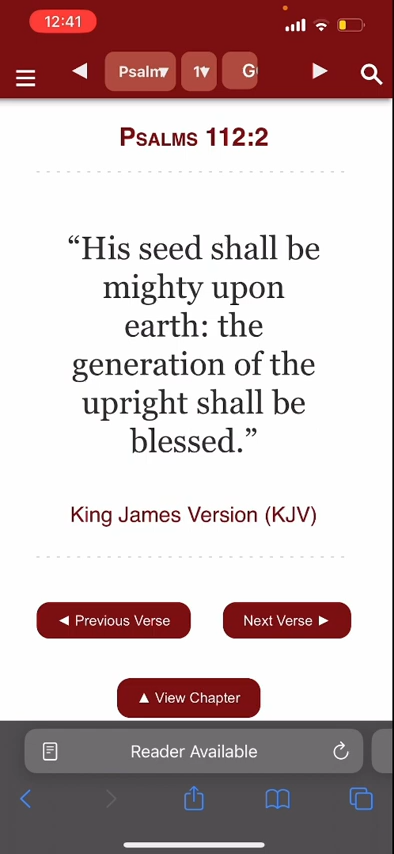 12:41
Psalm 1 G
PSALMS 112:2
“His seed shall be
mighty upon
earth: the
generation of the
upright shall be
blessed.”
King James Version (KJV)
◄ Previous Verse Next Verse ►
▲ View Chapter
Reader Available